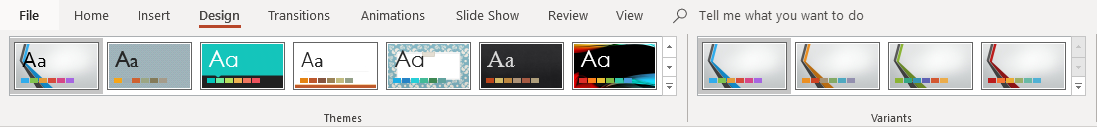 File Home Insert Design Transitions Animations Slide Show Review View Tell me what you want to do
Aa Aa Aa Aa Aa Aa Aa
Themes Variants